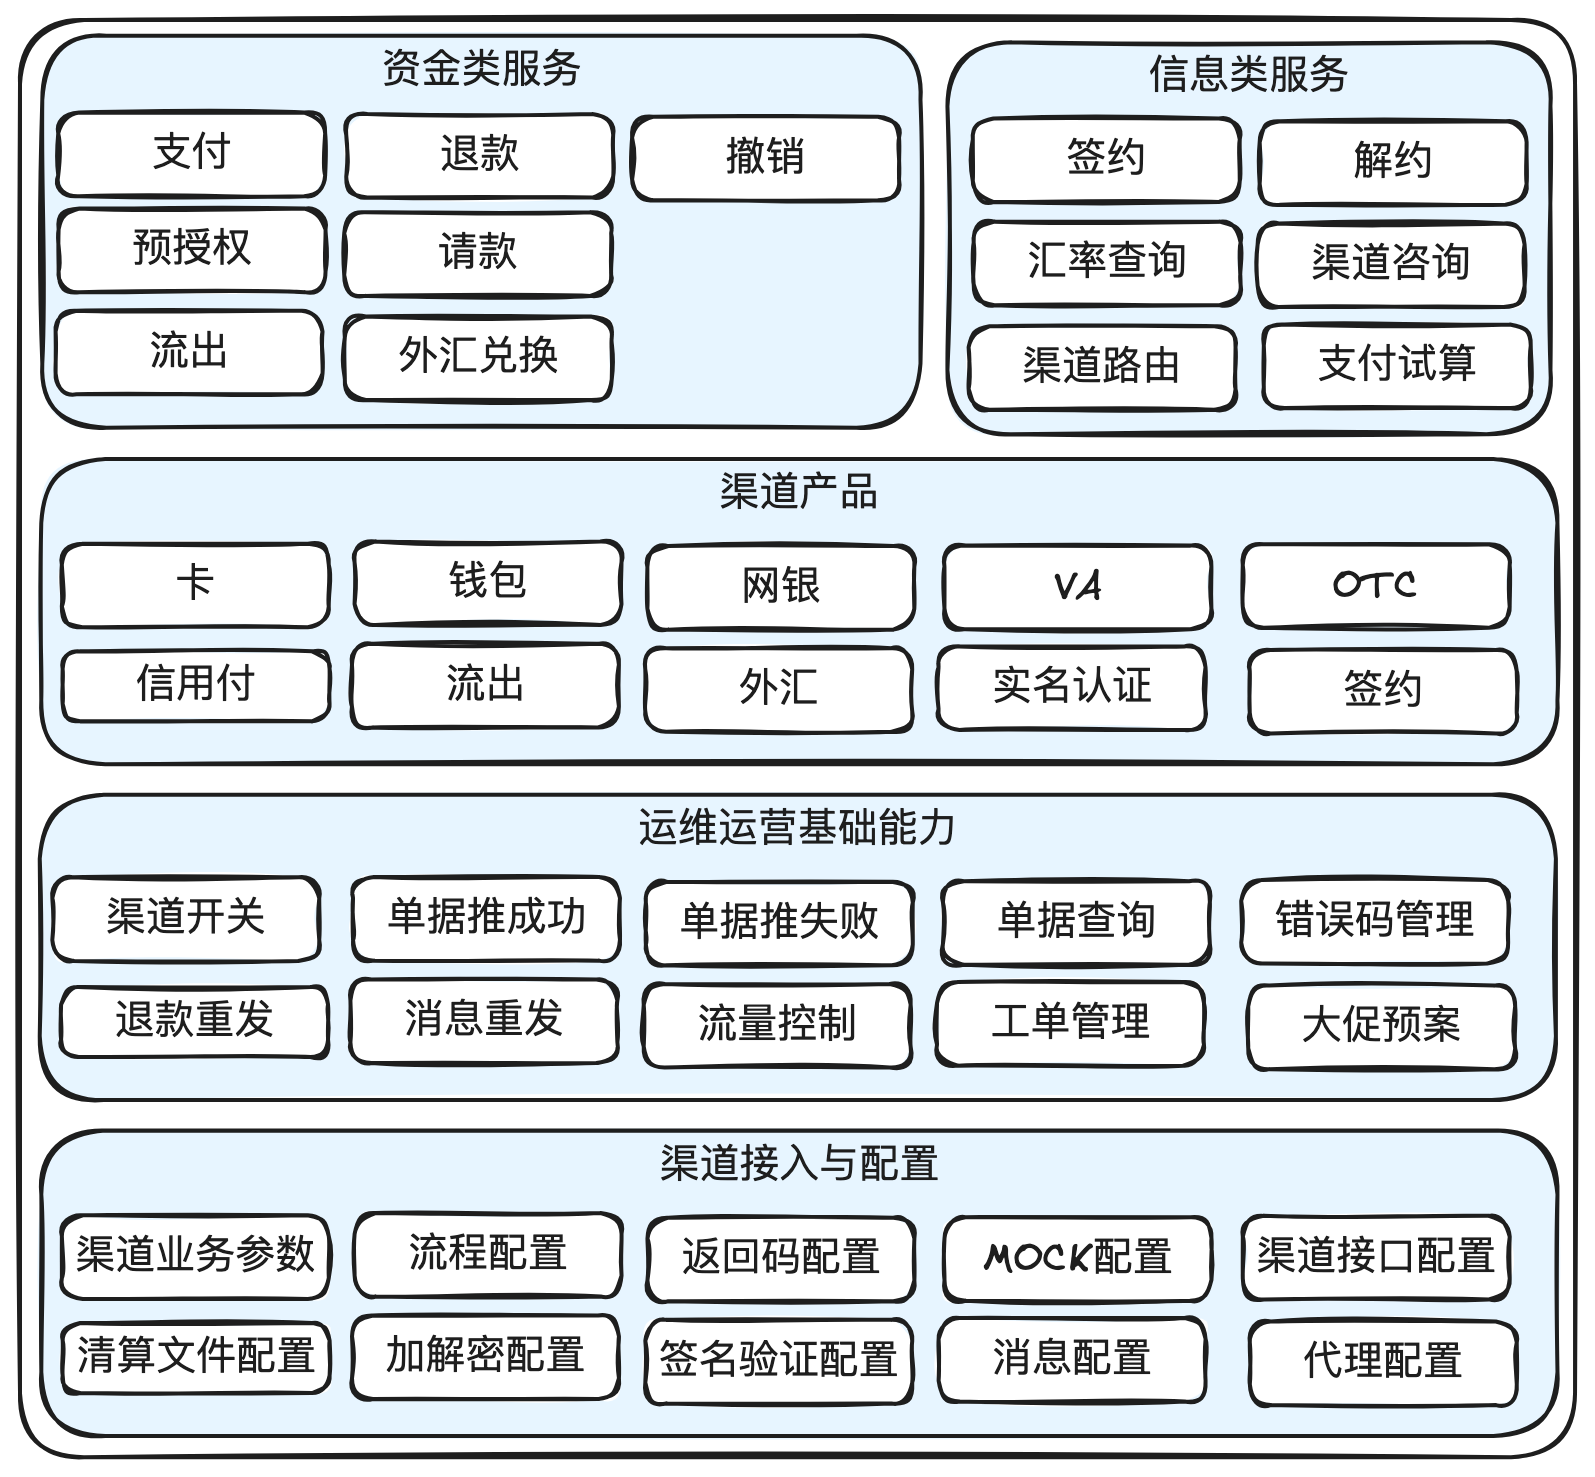 资金类服务
支付
退款
撤销
预授权
请款
流出
外汇兑换
信息类服务
签约
解约
汇率查询
渠道咨询
渠道路由
支付试算
渠道产品
卡
钱包
网银
VA
OTC
信用付
流出
外汇
实名认证
签约
运维运营基础能力
渠道开关
单据推成功
单据推失败
单据查询
错误码管理
退款重发
消息重发
流量控制
工单管理
大促预案
渠道接入与配置
渠道业务参数
流程配置
返回码配置
MOCK配置
渠道接口配置
清算文件配置
加解密配置
签名验证配置
消息配置
代理配置